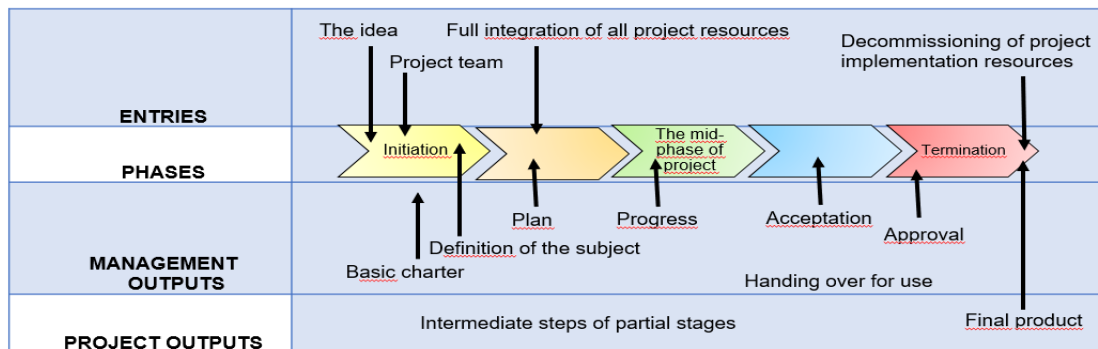 The idea
Full integration of all project resources
Project team
Decommissioning of project
implementation resources
ENTRIES
PHASES
Initiation
The mid-
phase of
project
Termination
Plan
Progress
Acceptation
Approval
Definition of the subject
Basic charter
MANAGEMENT
OUTPUTS
Handing over for use
PROJECT OUTPUTS
Intermediate steps of partial stages
Final product